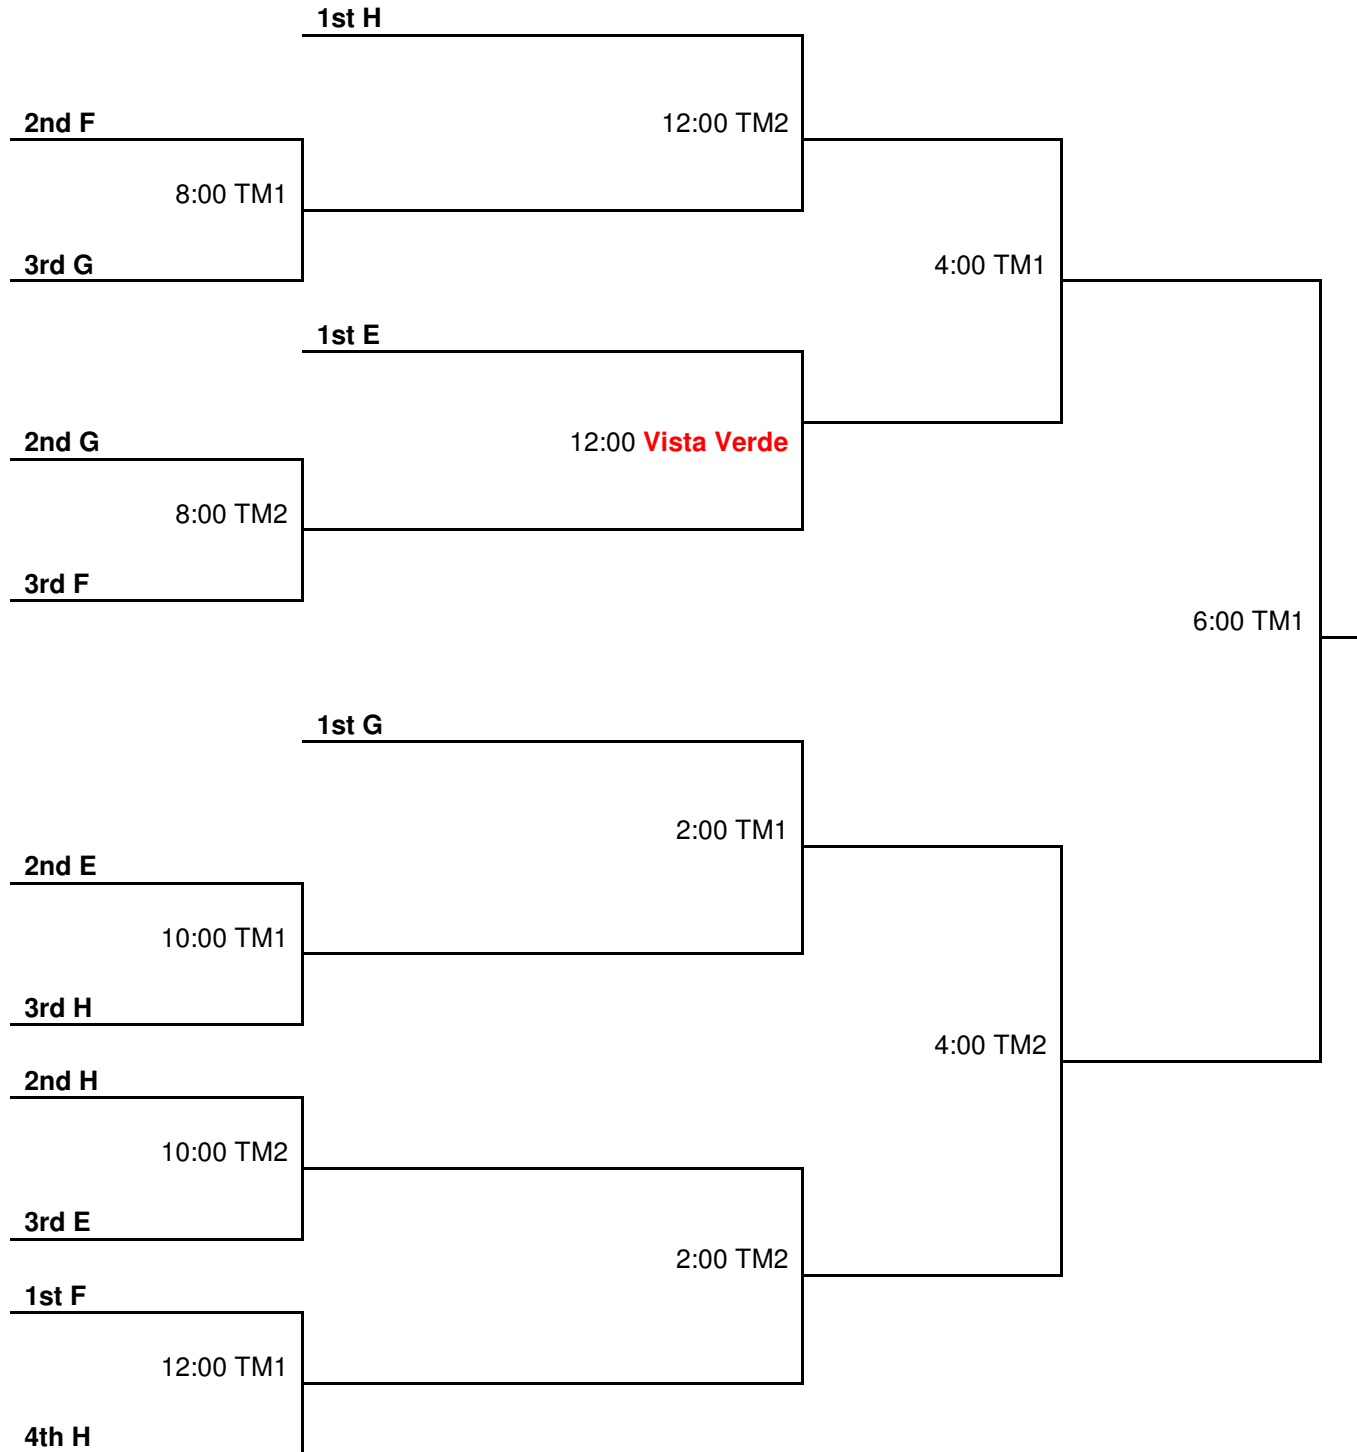 1st H
2nd F
12:00 TM2
8:00 TM1
3rd G
4:00 TM1
1st E
2nd G
12:00 Vista Verde
8:00 TM2
3rd F
6:00 TM1
1st G
2:00 TM1
2nd E
10:00 TM1
3rd H
4:00 TM2
2nd H
10:00 TM2
3rd E
2:00 TM2
1st F
12:00 TM1
4th H